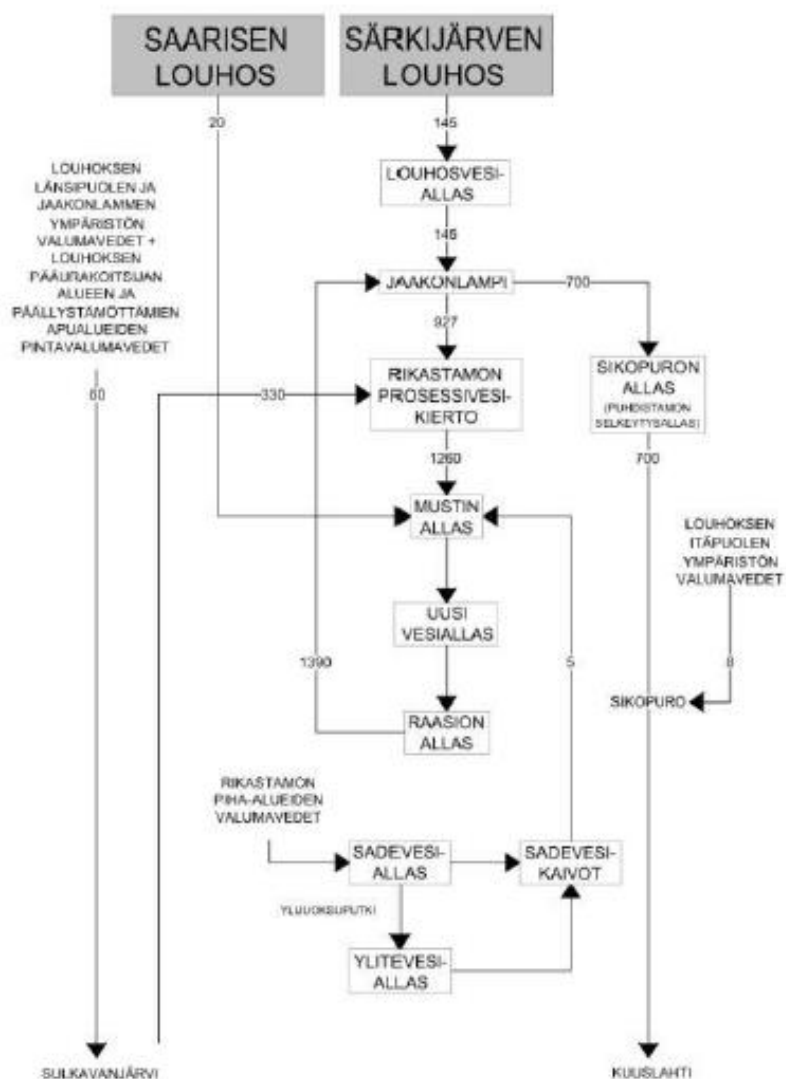 SAARISEN
LOUHOS
SÄRKIJÄRVEN
LOUHOS
20
145
LOUHOKSEN
LÄNSIPUOLEN JA
JAAKONLAMMEN
YMPÄRISTÖN
VALUMAVEDET +
LOUHOKSEN
PÄÄURAKOITSIJAN
ALUEEN JA
PÄÄLLYSTÄMÖTTÄMIEN
APUALUEIDEN
PINTAVALUMAVEDET
LOUHOSVESI-
ALLAS
145
JAAKONLAMPI
700
927
60
330
RIKASTAMON
PROSESSIVESI-
KIERTO
SIKOPURON
ALLAS
(PUHDISTAMON
SELKEYTYSALLAS)
1260
700
MUSTIN
ALLAS
LOUHOKSEN
ITÄPUOLEN
YMPÄRISTÖN
VALUMAVEDET
UUSI
VESIALLAS
1390
5
8
SIKOPURO
RAASION
ALLAS
RIKASTAMON
PIHA-ALUEIDEN
VALUMAVEDET
SADEVESI-
ALLAS
SADEVESI-
KAIVOT
YLIUOKSUPUTKI
YLITEVESI-
ALLAS
SULKAVANJÄRVI
KUUSLAHTI